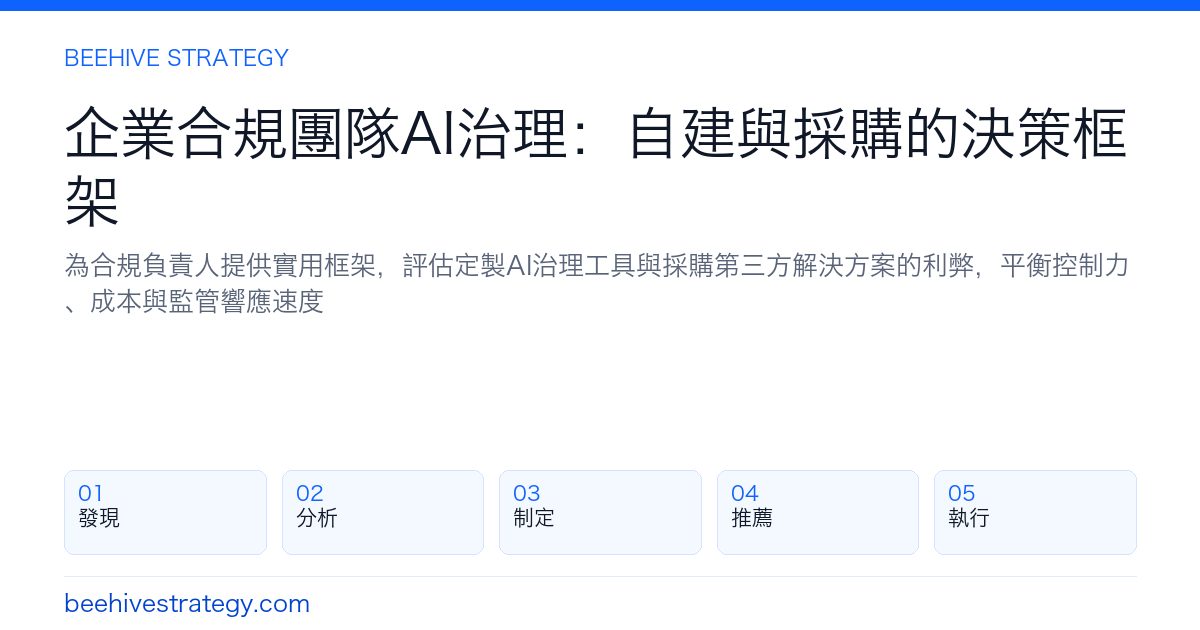 BEEHIVE STRATEGY
企業合規團隊AI治理：自建與採購的決策框
架
為合規負責人提供實用框架，評估定製AI治理工具與採購第三方解決方案的利弊，平衡控制力
、成本與監管響應速度
01
發現
02
分析
03
制定
04
推薦
05
執行
beehivestrategy.com